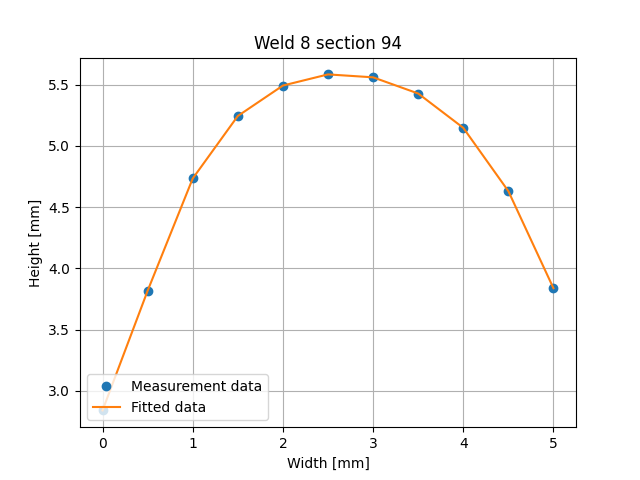 Weld 8 section 94
Height [mm]
5.5
5.0
4.5
4.0
3.5
3.0
Measurement data
Fitted data
0 1 2 3 4 5
Width [mm]